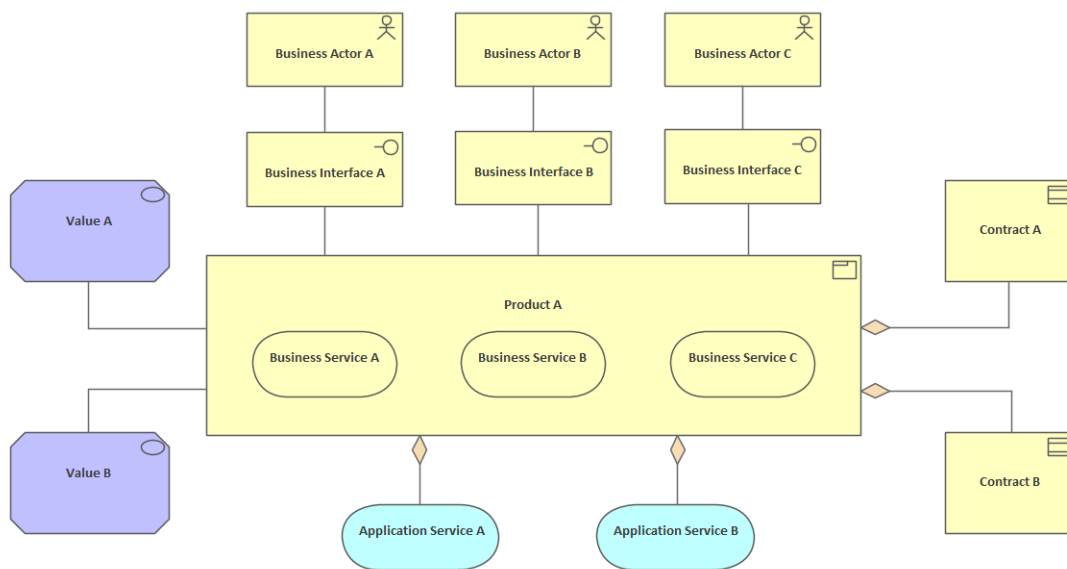 Business Actor A
Business Actor B
Business Actor C
Business Interface A
Business Interface B
Business Interface C
Value A
Contract A
Product A
Business Service A
Business Service B
Business Service C
Value B
Contract B
Application Service A
Application Service B